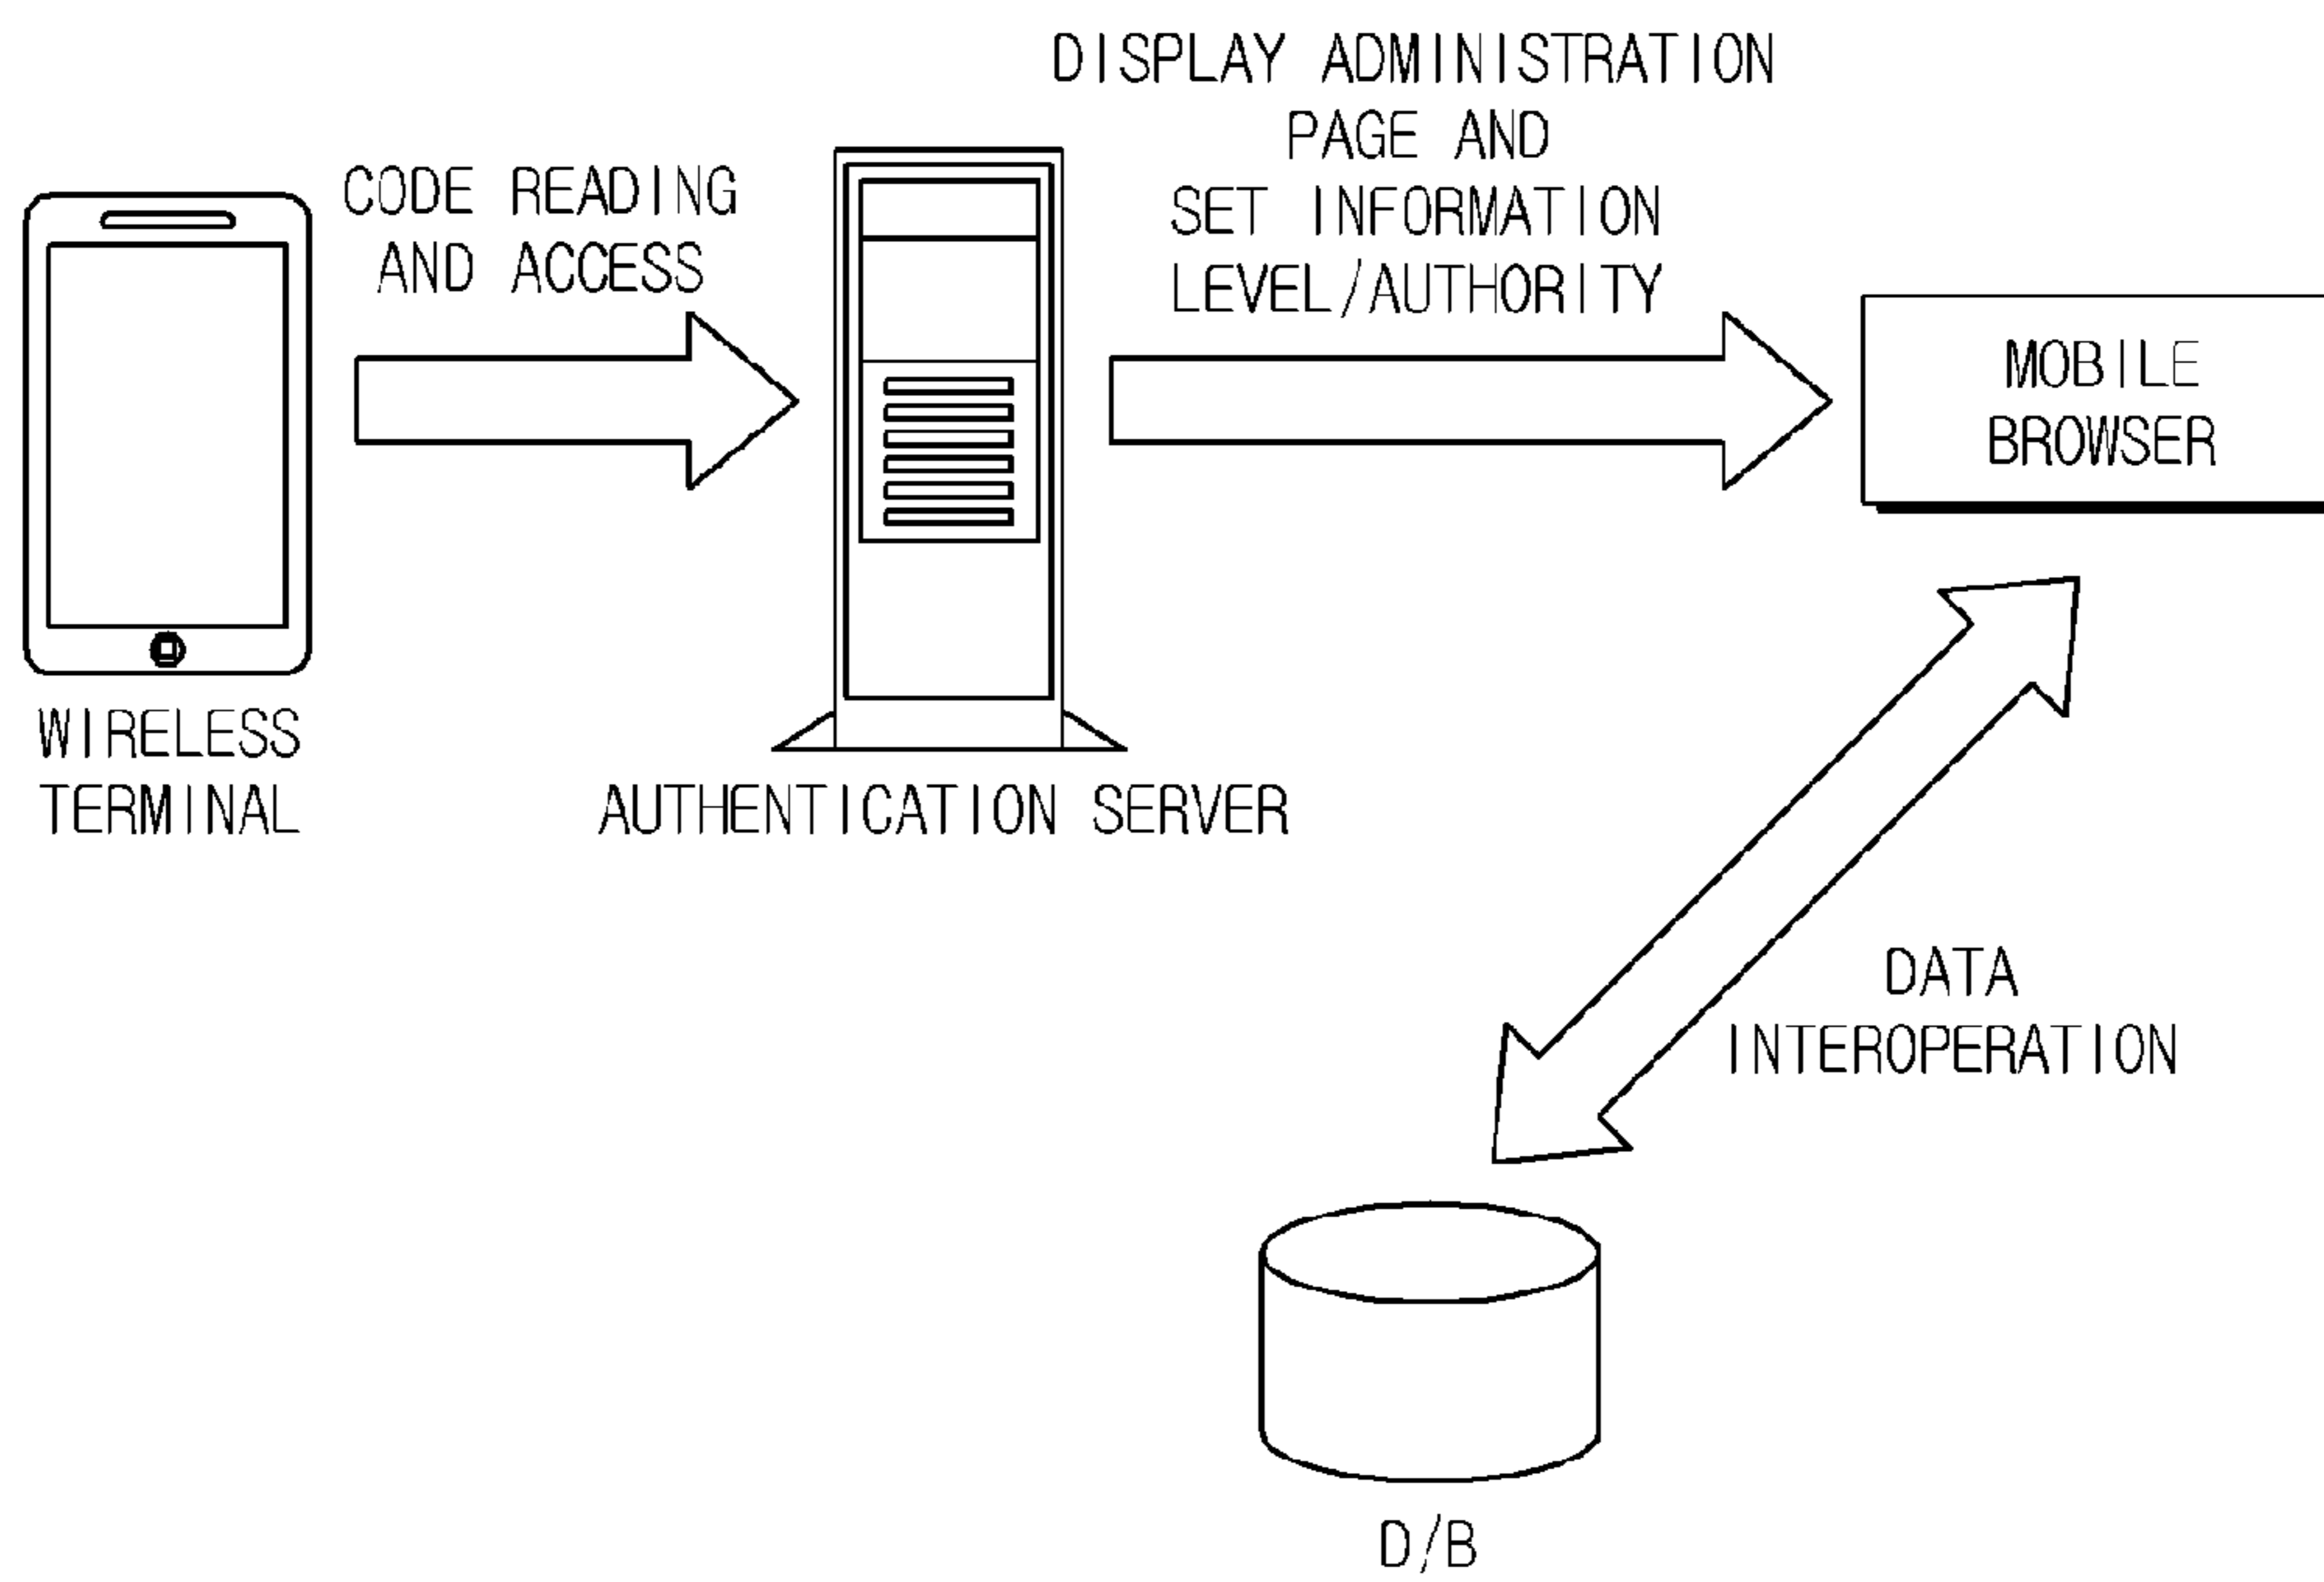 DISPLAY ADMINISTRATION
PAGE AND
SET INFORMATION
LEVEL/AUTHORITY
CODE READING
AND ACCESS
MOBILE
BROWSER
WIRELESS
TERMINAL
AUTHENTICATION SERVER
DATA
INTEROPERATION
D/B